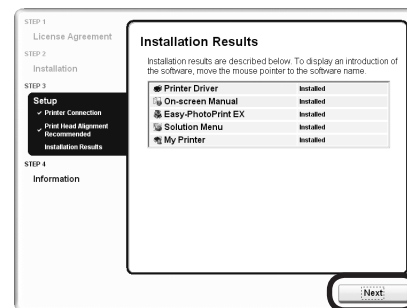 STEP 1
License Agreement
STEP 2
Installation
STEP 3
Setup
Printer Connection
Print Head Alignment
Recommended
Installation Results
STEP 4
Information
Installation Results
Installation results are described below. To display an introduction of
the software, move the mouse pointer to the software name.
Printer Driver Installed
On-screen Manual Installed
Easy-PhotoPrint EX Installed
Solution Menu Installed
My Printer Installed
Next